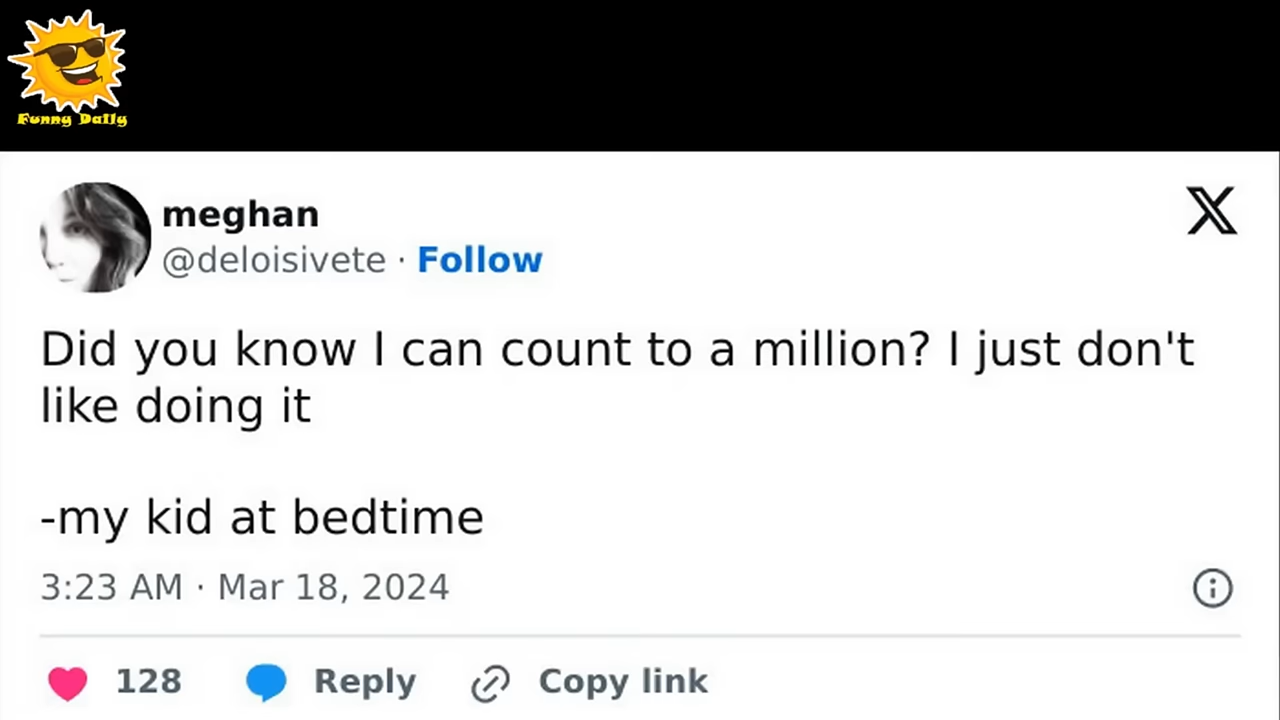 Funny Daily
meghan
@deloisivete · Follow
Did you know I can count to a million? I just don't
like doing it
-my kid at bedtime
3:23 AM · Mar 18, 2024
128 Reply Copy link